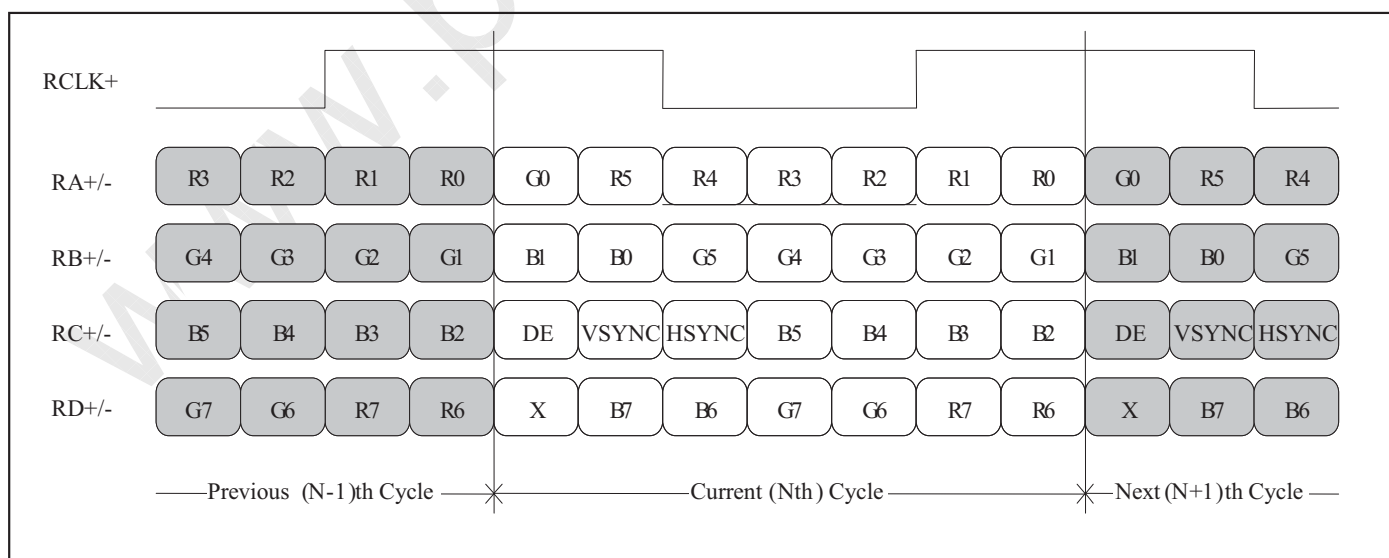 RCLK+
RA+/- R3 R2 R1 R0 G0 R5 R4 R3 R2 R1 R0 G0 R5 R4
RB+/- G4 G3 G2 G1 B1 B0 G5 G4 G3 G2 G1 B1 B0 G5
RC+/- B5 B4 B3 B2 DE VSYNC HSYNC B5 B4 B3 B2 DE VSYNC HSYNC
RD+/- G7 G6 R7 R6 X B7 B6 G7 G6 R7 R6 X B7 B6
Previous (N-1)th Cycle Current (Nth) Cycle Next (N+1)th Cycle
www.p